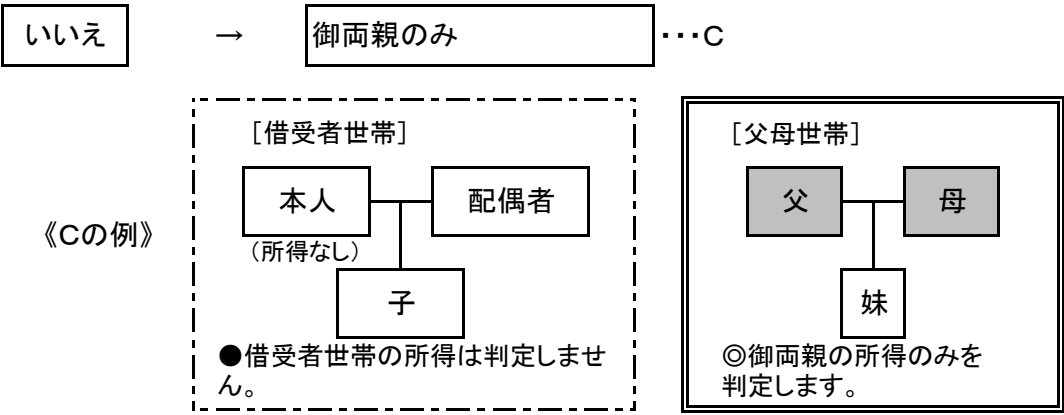 いいえ → 御両親のみ ･･･C
［借受者世帯］
本人 配偶者
（所得なし）
子
●借受者世帯の所得は判定しませ
ん。
《Cの例》
［父母世帯］
父 母
妹
◎御両親の所得のみを
判定します。